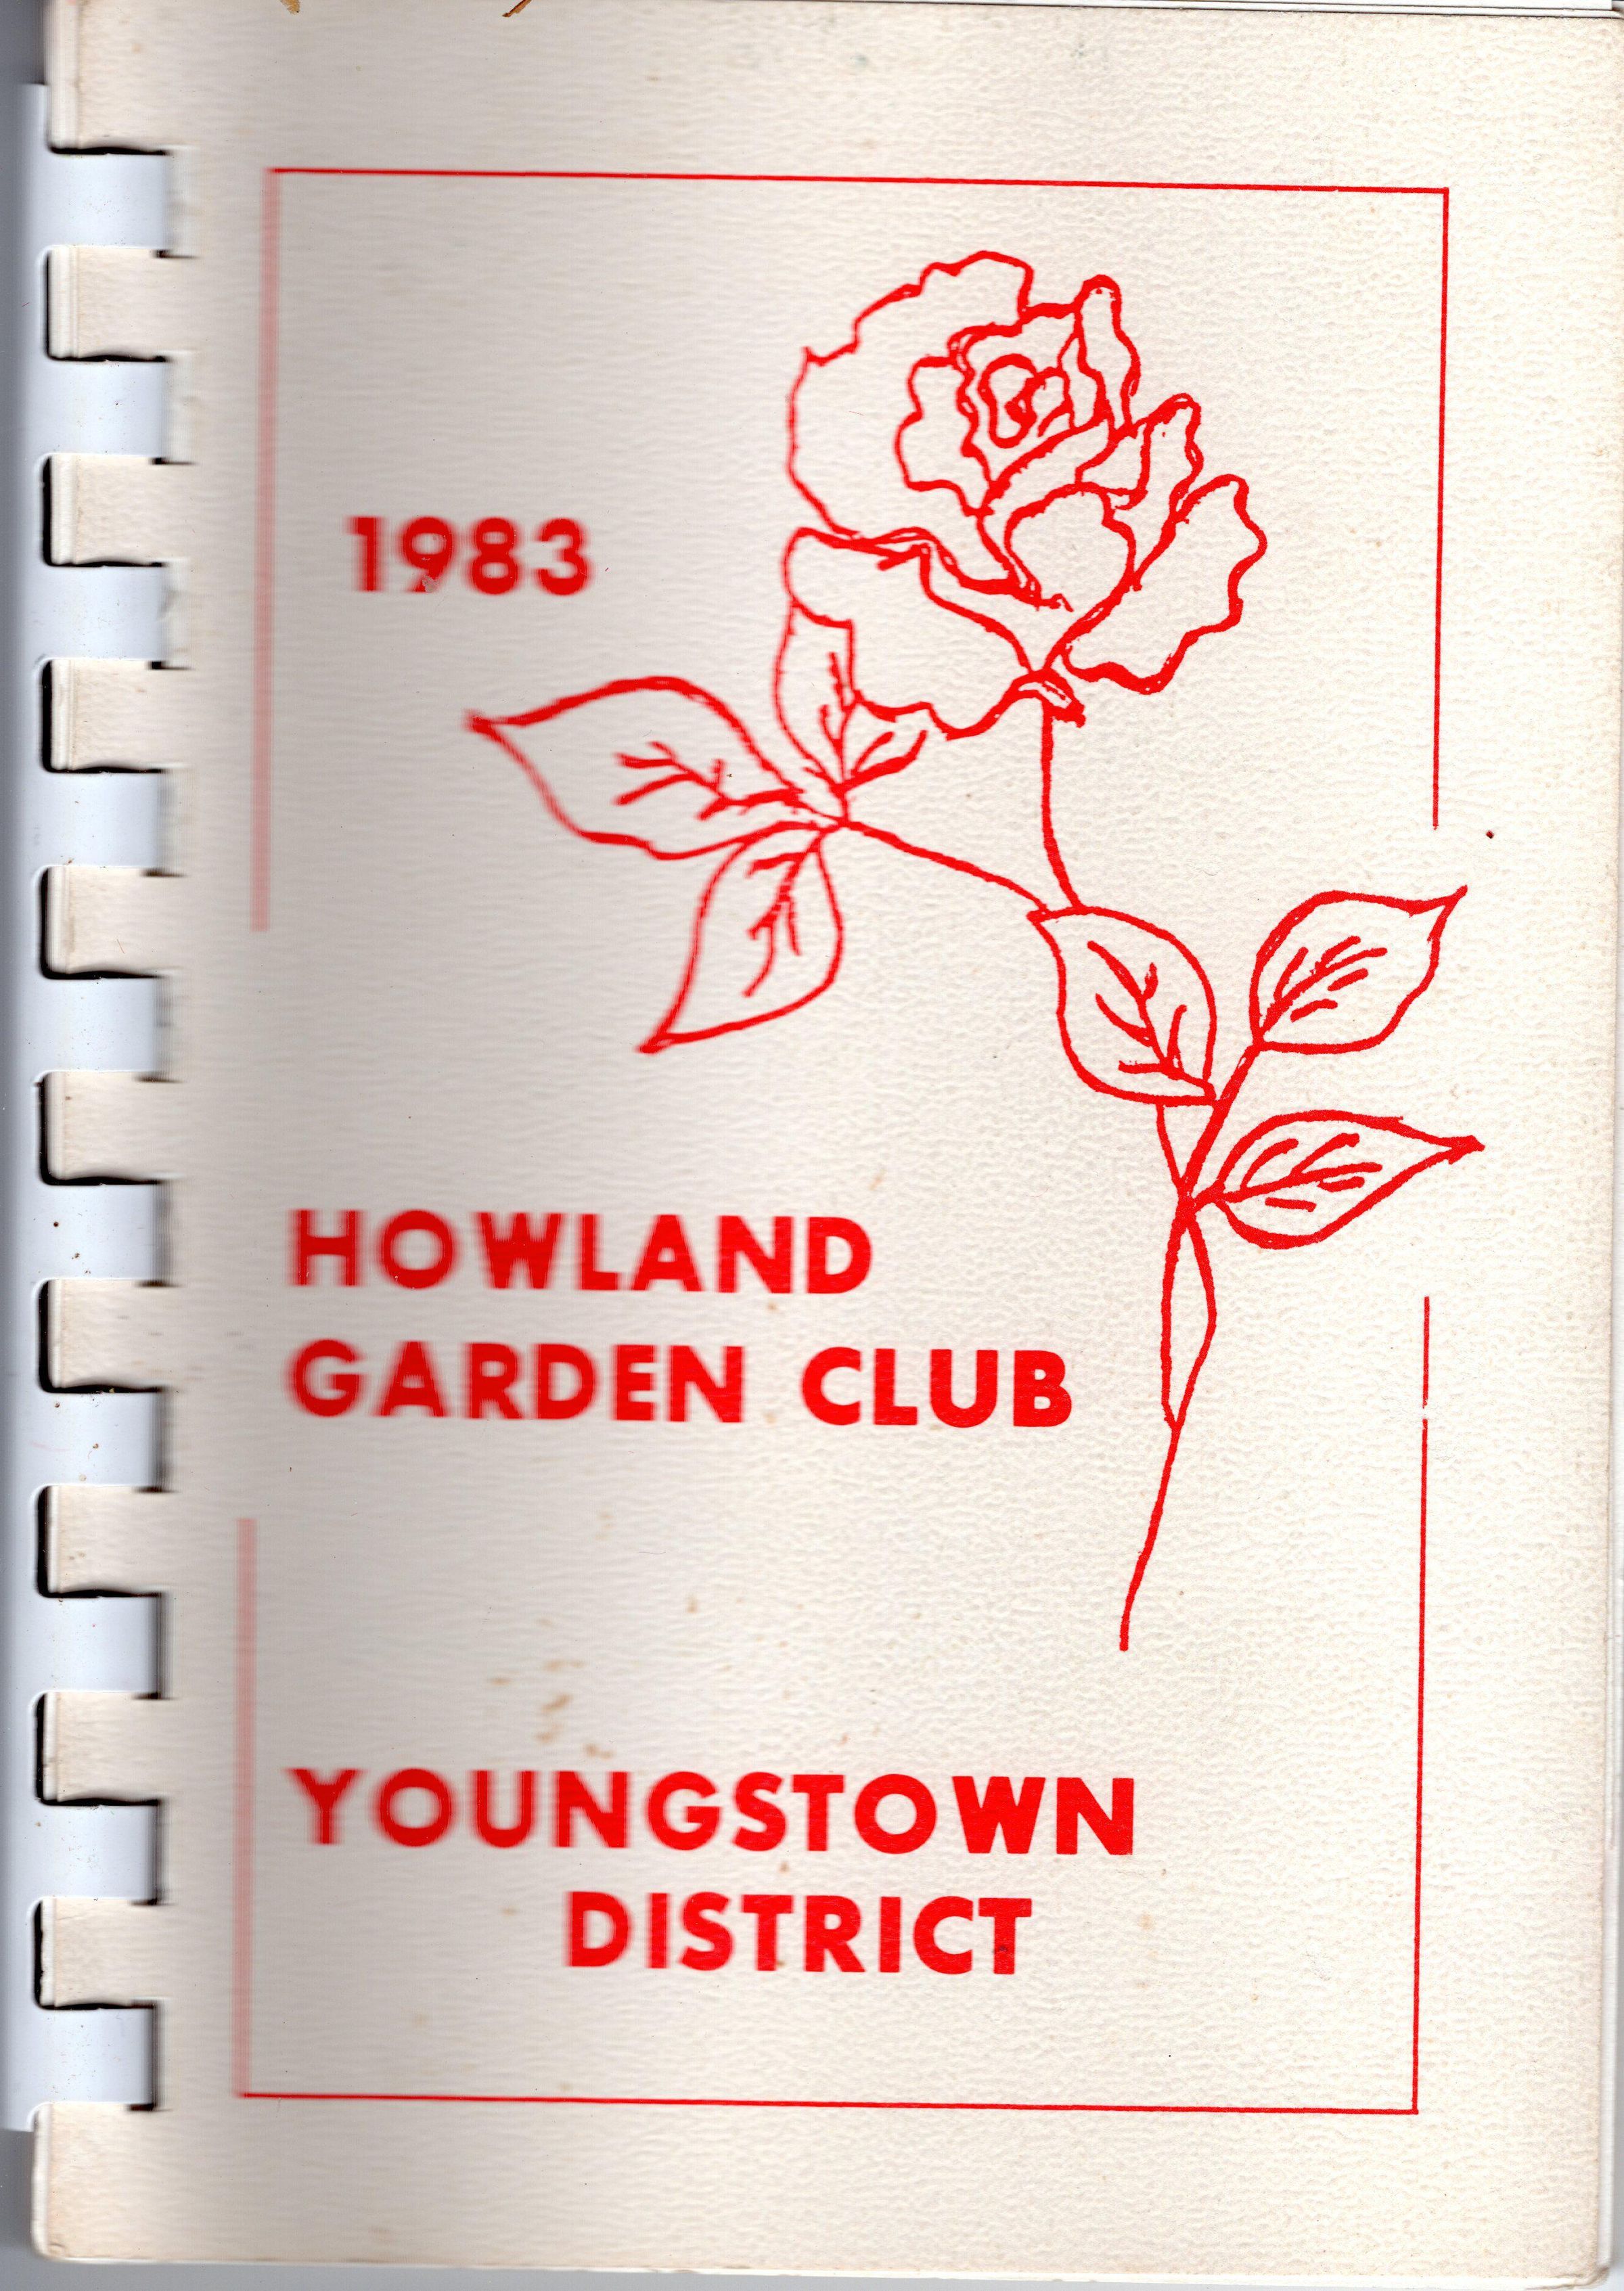 1983
HOWLAND
GARDEN CLUB
YOUNGSTOWN
DISTRICT